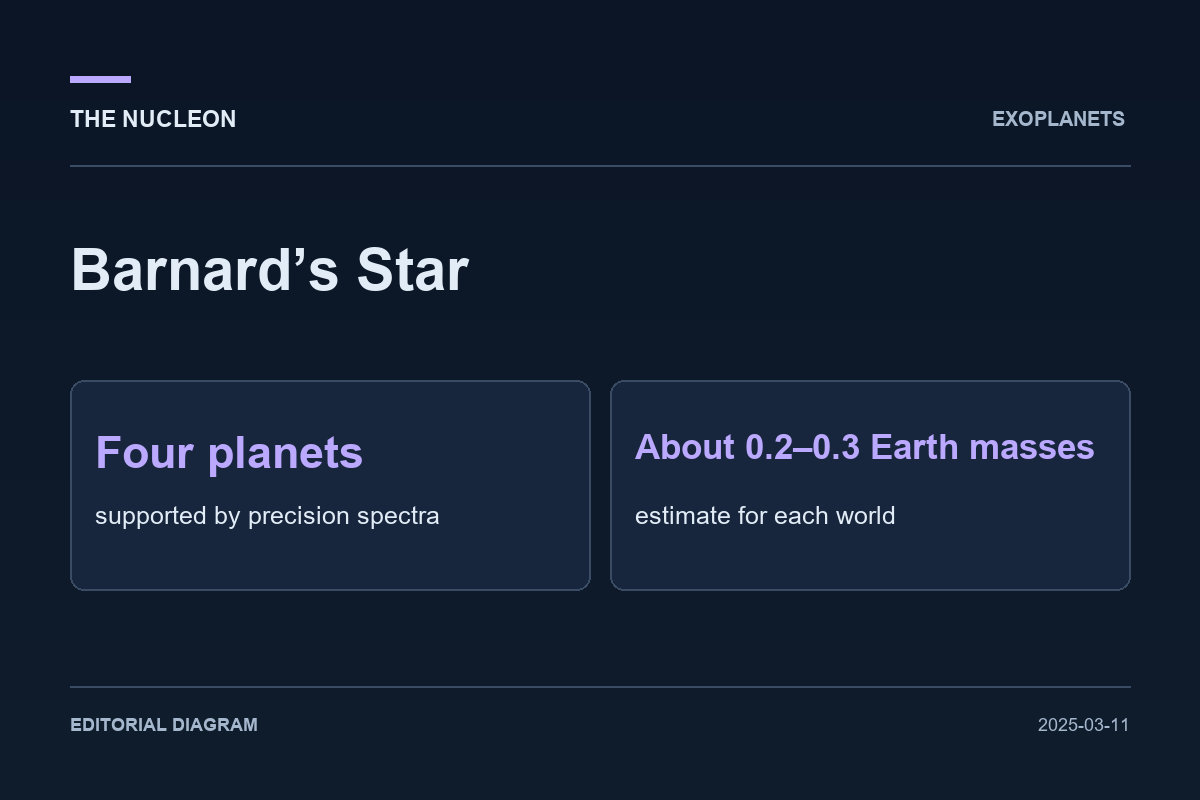 THE NUCLEON
EXOPLANETS
Barnard’s Star
Four planets
supported by precision spectra
About 0.2–0.3 Earth masses
estimate for each world
EDITORIAL DIAGRAM
2025-03-11